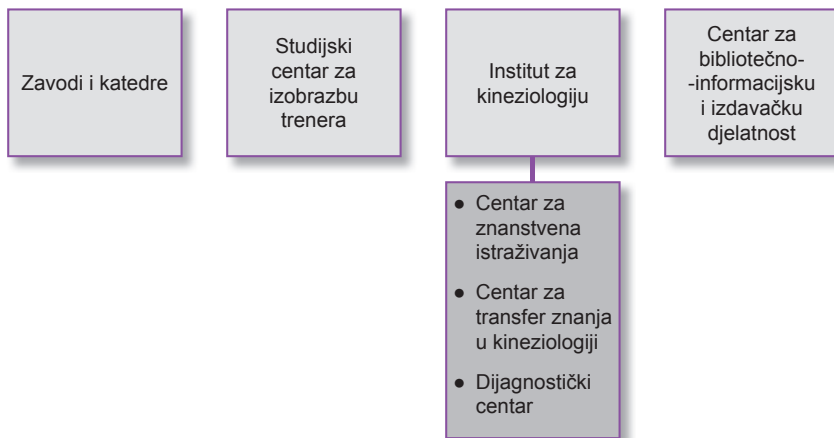 Zavodi i katedre
Studijski
centar za
izobrazbu
trenera
Institut za
kineziologiju
Centar za
bibliotečno-
-informacijsku
i izdavačku
djelatnost
● Centar za
znanstvena
istraživanja
● Centar za
transfer znanja
u kineziologiji
● Dijagnostički
centar